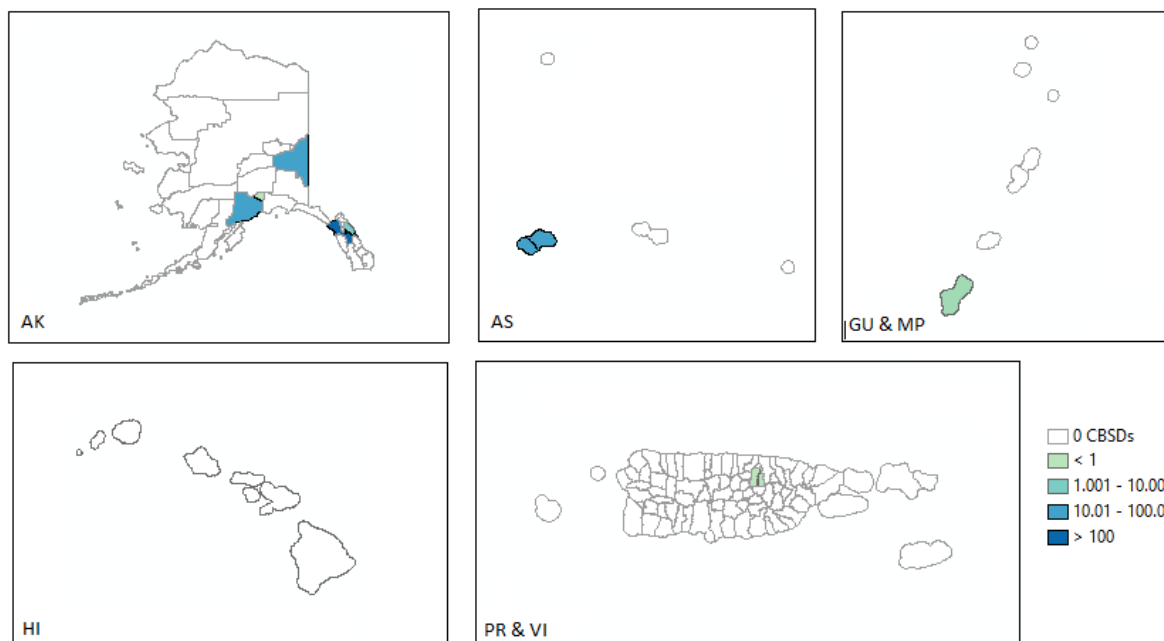 AK
AS
GU & MP
HI
PR & VI
0 CBSDs
< 1
1.001 - 10.00
10.01 - 100.0
> 100